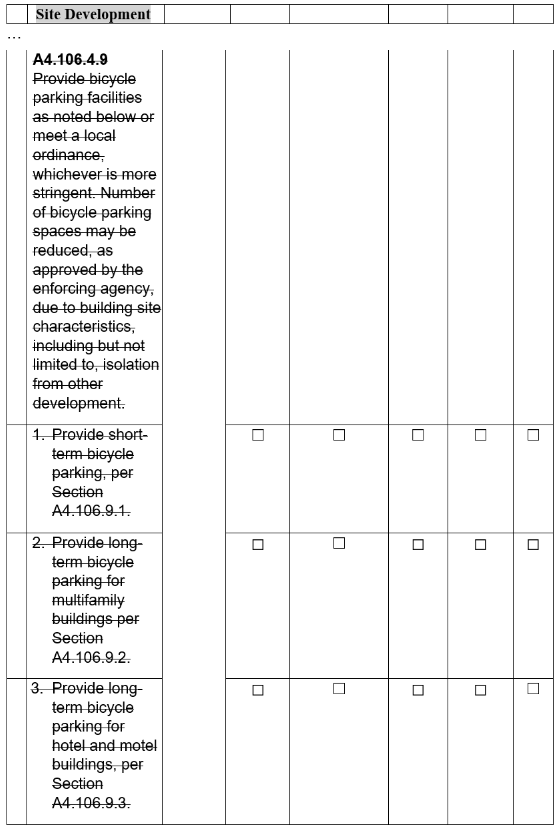 Site Development
…
A4.106.4.9
Provide bicycle
parking facilities
as noted below or
meet a local
ordinance,
whichever is more
stringent. Number
of bicycle parking
spaces may be
reduced, as
approved by the
enforcing agency,
due to building site
characteristics,
including but not
limited to, isolation
from other
development.
1. Provide short-
term bicycle
parking, per
Section
A4.106.9.1.
☐ ☐ ☐ ☐ ☐
2. Provide long-
term bicycle
parking for
multifamily
buildings per
Section
A4.106.9.2.
☐ ☐ ☐ ☐ ☐
3. Provide long-
term bicycle
parking for
hotel and motel
buildings, per
Section
A4.106.9.3.
☐ ☐ ☐ ☐ ☐